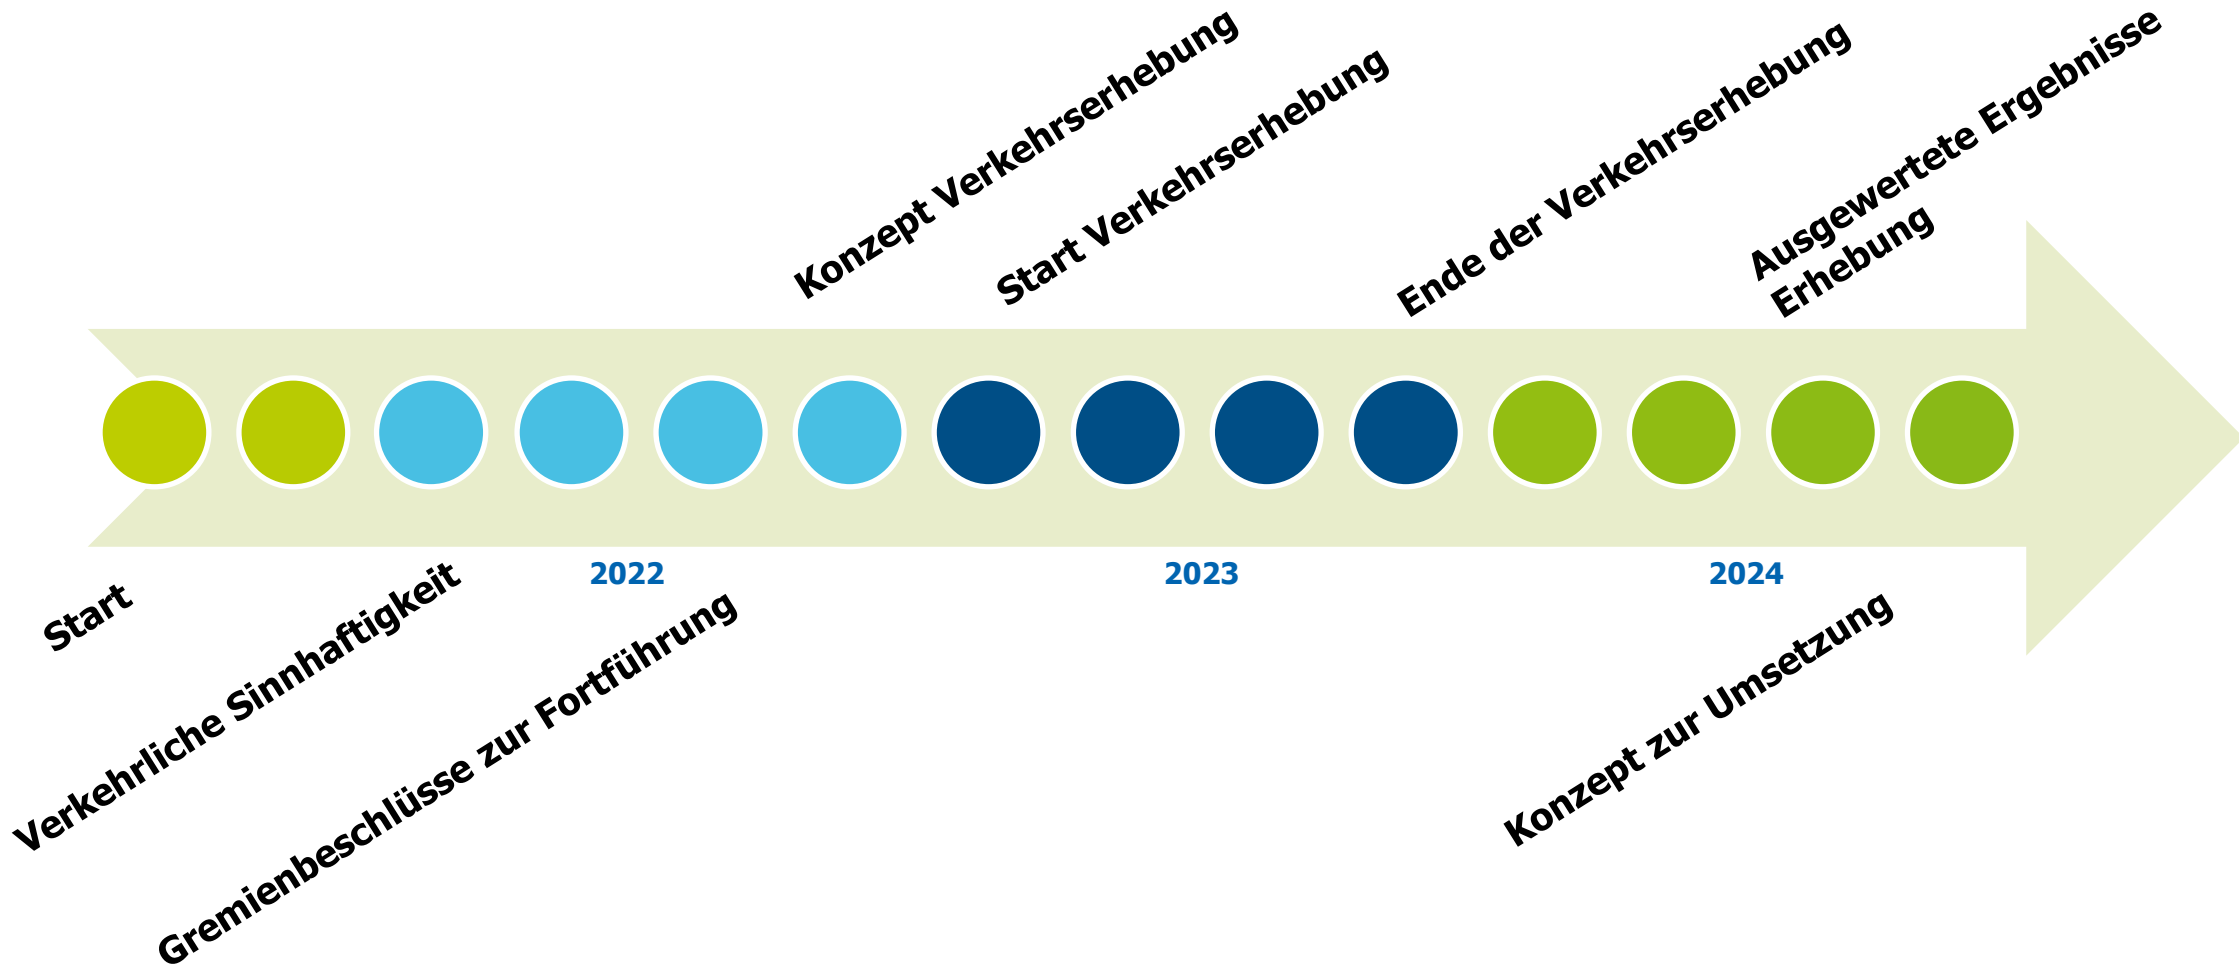 Konzept Verkehrserhebung
Start Verkehrserhebung
Ende der Verkehrserhebung
Ausgewertete Ergebnisse
Erhebung
2022
2023
2024
Start
Verkehrliche Sinnhaftigkeit
Gremienbeschlüsse zur Fortführung
Konzept zur Umsetzung